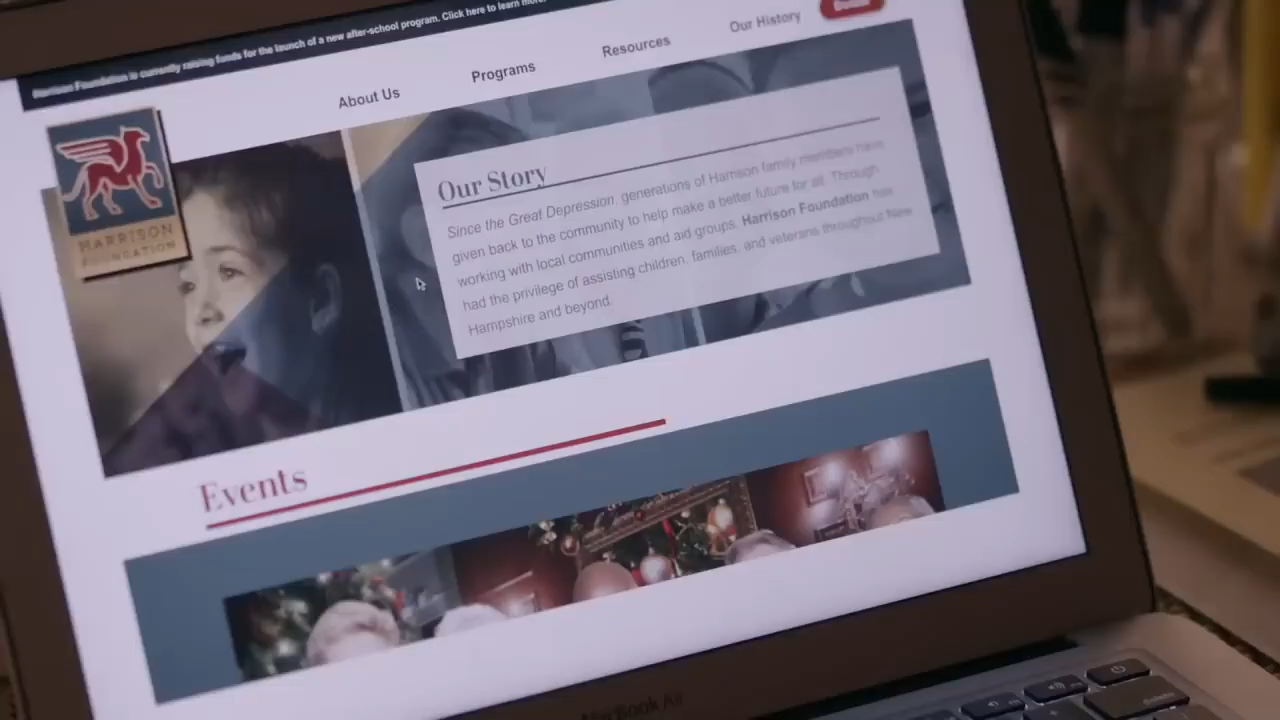 Harrison Foundation is currently raising funds for the launch of a new after-school program. Click here to learn more.
About Us
Programs
Resources
Our History
Donate
HARRISON
FOUNDATION
Our Story
Since the Great Depression, generations of Harrison family members have
given back to the community to help make a better future for all. Through
working with local communities and aid groups, Harrison Foundation has
had the privilege of assisting children, families, and veterans throughout New
Hampshire and beyond.
Events
MacBook Air